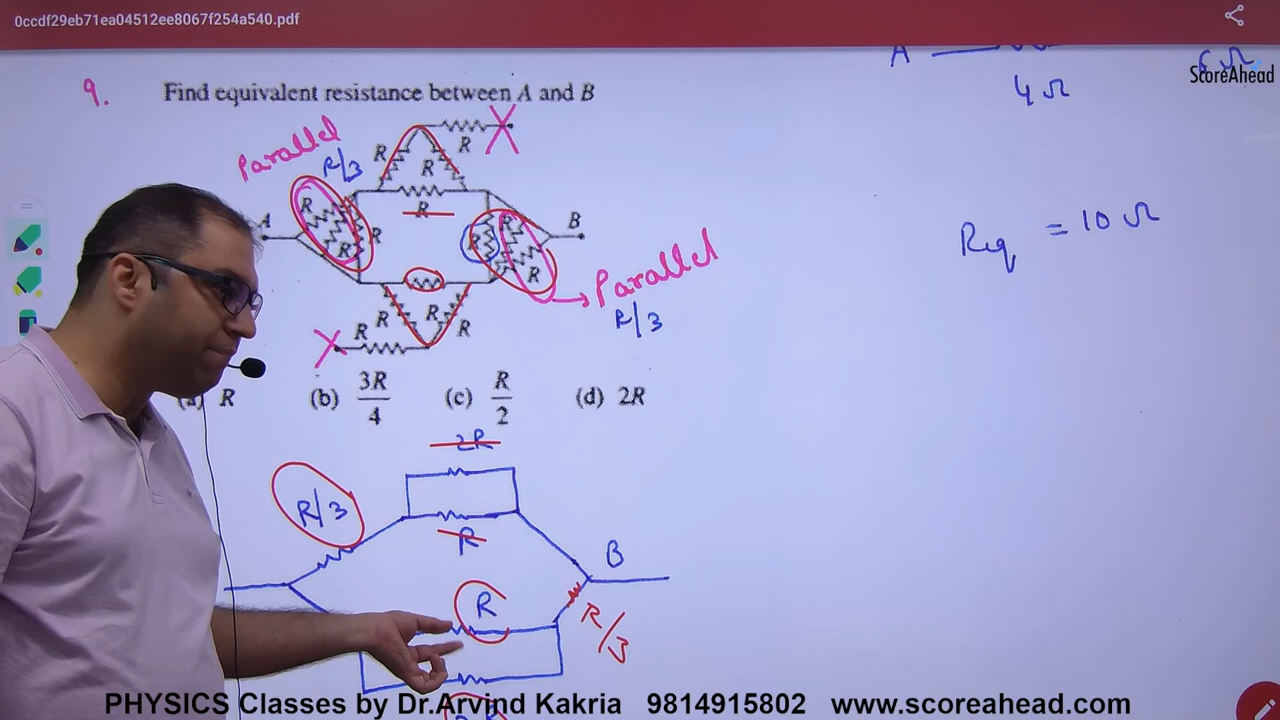 0ccdf29eb71ea04512ee8067f254a540.pdf
ScoreAhead
A
4 Ω
6 Ω
9. Find equivalent resistance between A and B
Parallel
R/3
R
R
R
R
R
R
R
A
B
R
R
R
R
R
R
R
Parallel
R/3
Req = 10 Ω
R
(b) 3R/4
(c) R/2
(d) 2R
2R
R/3
R
B
R
R/3
PHYSICS Classes by Dr.Arvind Kakria 9814915802 www.scoreahead.com